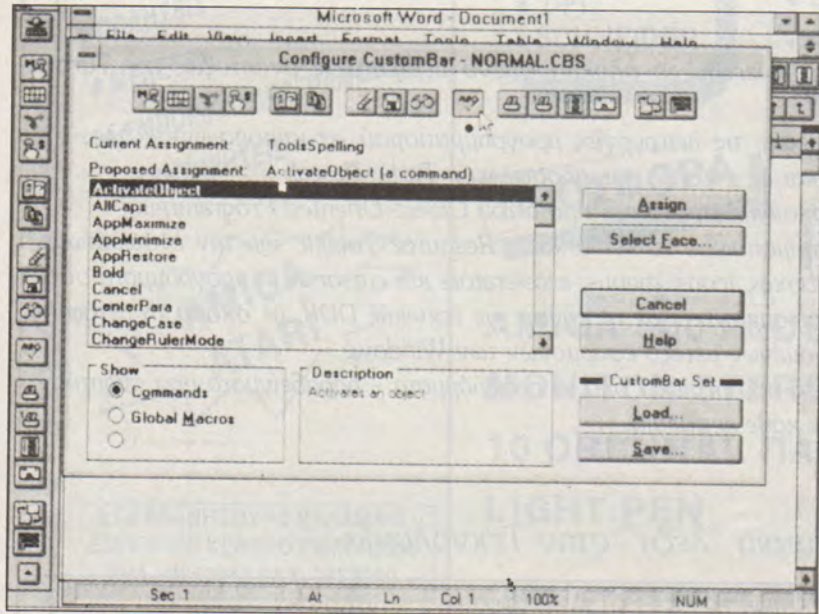 Microsoft Word - Document1
File Edit View Insert Format Tools Table Window Help
Configure CustomBar - NORMAL.CBS
Current Assignment ToolsSpelling
Proposed Assignment ActivateObject (a command)
ActivateObject
AllCaps
AppMaximize
AppMinimize
AppRestore
Bold
Cancel
CenterPara
ChangeCase
ChangeRulerMode
Assign
Select Face...
Cancel
Help
Show
Commands
Global Macros
Description
Activates an object
CustomBar Set
Load...
Save...
Sec 1 At Ln Col 1 100% NUM